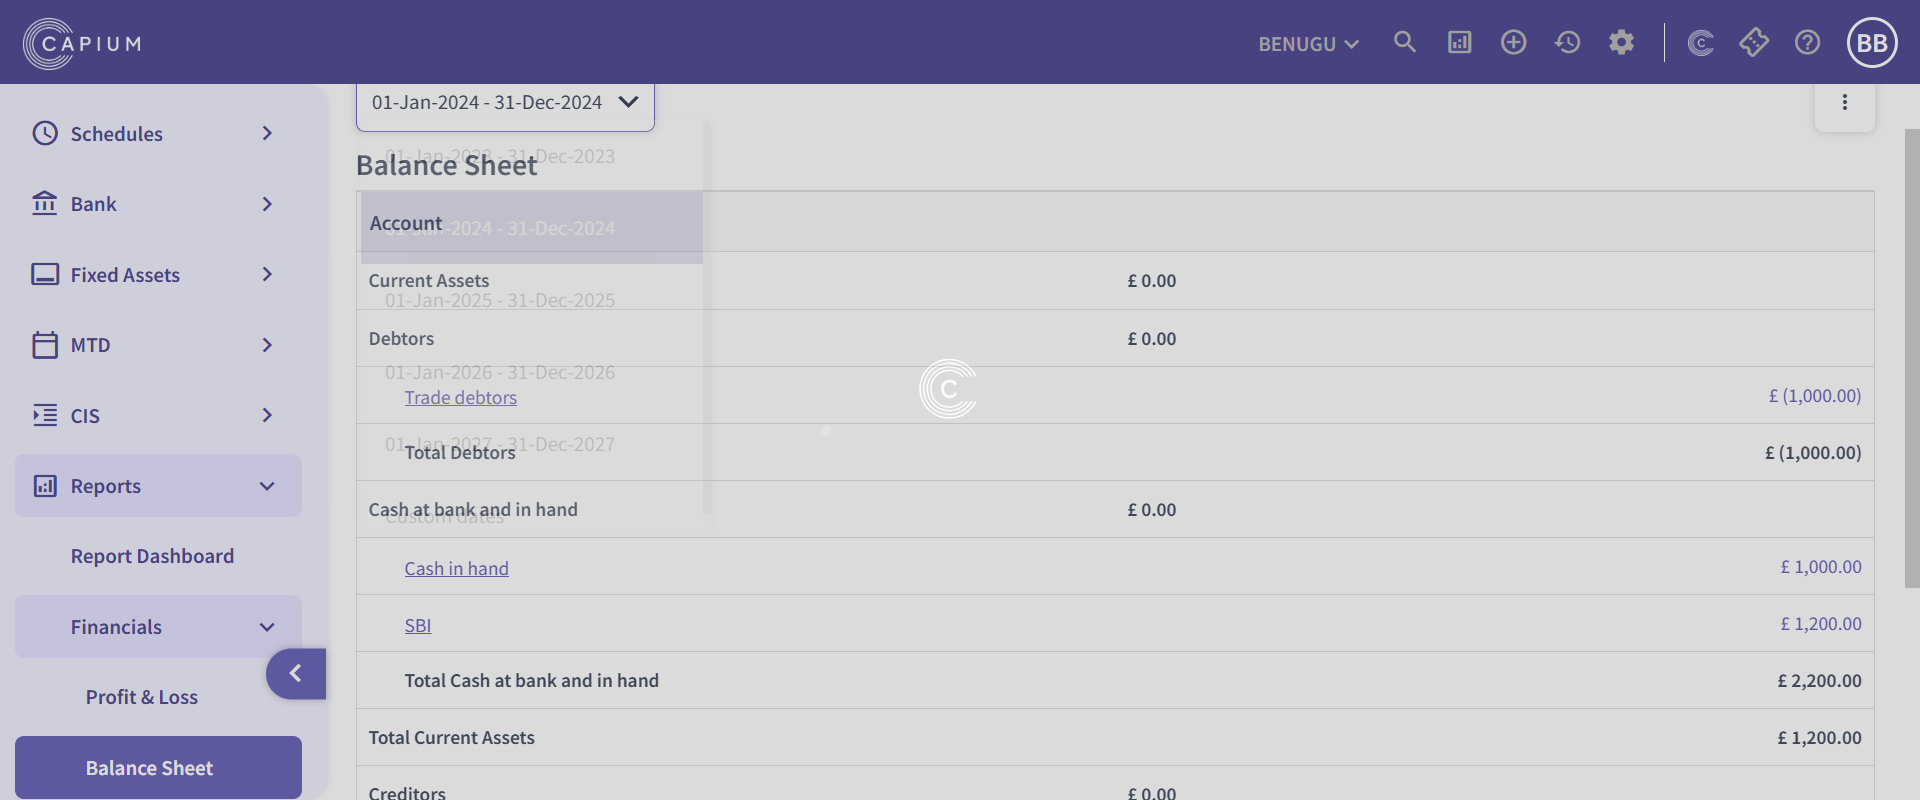 CAPIUM
BENUGU
C
BB
Schedules
Bank
Fixed Assets
MTD
CIS
Reports
Report Dashboard
Financials
Profit & Loss
Balance Sheet
01-Jan-2024 - 31-Dec-2024
01-Jan-2023 - 31-Dec-2023
Balance Sheet
Account
01-Jan-2024 - 31-Dec-2024
Current Assets £ 0.00
01-Jan-2025 - 31-Dec-2025
Debtors £ 0.00
01-Jan-2026 - 31-Dec-2026
C
Trade debtors £ (1,000.00)
01-Jan-2027 - 31-Dec-2027
Total Debtors £ (1,000.00)
Cash at bank and in hand £ 0.00
Custom dates
Cash in hand £ 1,000.00
SBI £ 1,200.00
Total Cash at bank and in hand £ 2,200.00
Total Current Assets £ 1,200.00
Creditors £ 0.00